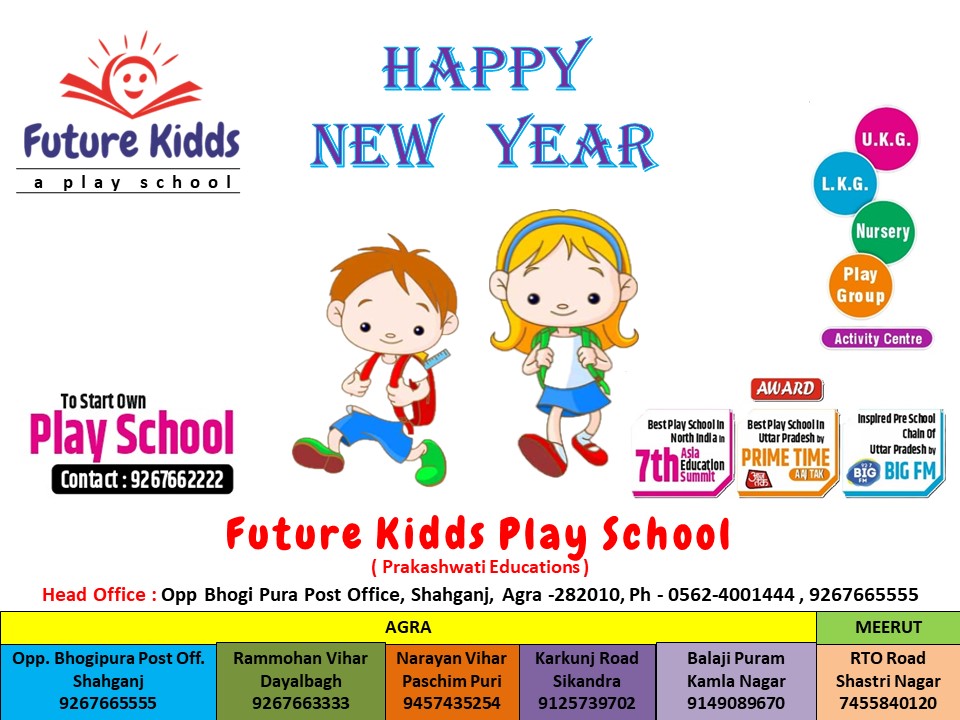 Future Kidds
a play school
HAPPY
NEW YEAR
U.K.G.
L.K.G.
Nursery
Play
Group
Activity Centre
To Start Own
Play School
Contact : 9267662222
AWARD
Best Play School In
North India in
7th Asia
Education
Summit
Best Play School In
Uttar Pradesh by
PRIME TIME
AAJ TAK
Inspired Pre School
Chain Of
Uttar Pradesh by
BIG FM
BIG FM
Future Kidds Play School
( Prakashwati Educations )
Head Office : Opp Bhogi Pura Post Office, Shahganj, Agra -282010, Ph - 0562-4001444 , 9267665555
AGRA
MEERUT
Opp. Bhogipura Post Off.
Shahganj
9267665555
Rammohan Vihar
Dayalbagh
9267663333
Narayan Vihar
Paschim Puri
9457435254
Karkunj Road
Sikandra
9125739702
Balaji Puram
Kamla Nagar
9149089670
RTO Road
Shastri Nagar
7455840120